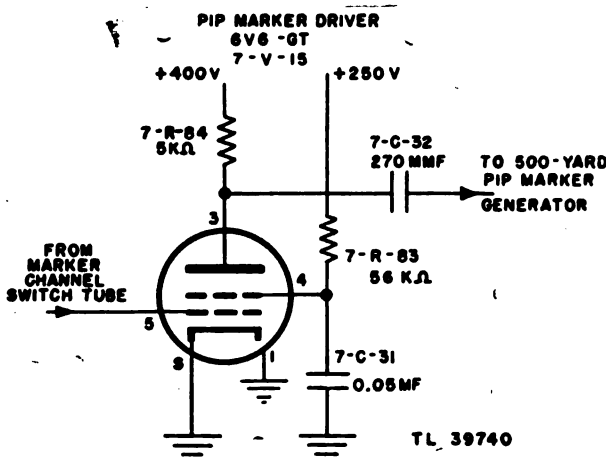 PIP MARKER DRIVER
6V6-GT
7-V-15
+400V
+250V
7-R-84
5KΩ
7-C-32
270MMF
TO 500-YARD
PIP MARKER
GENERATOR
3
FROM
MARKER
CHANNEL
SWITCH TUBE
7-R-83
56 KΩ
4
5
8
1
7-C-31
0.05MF
TL 39740